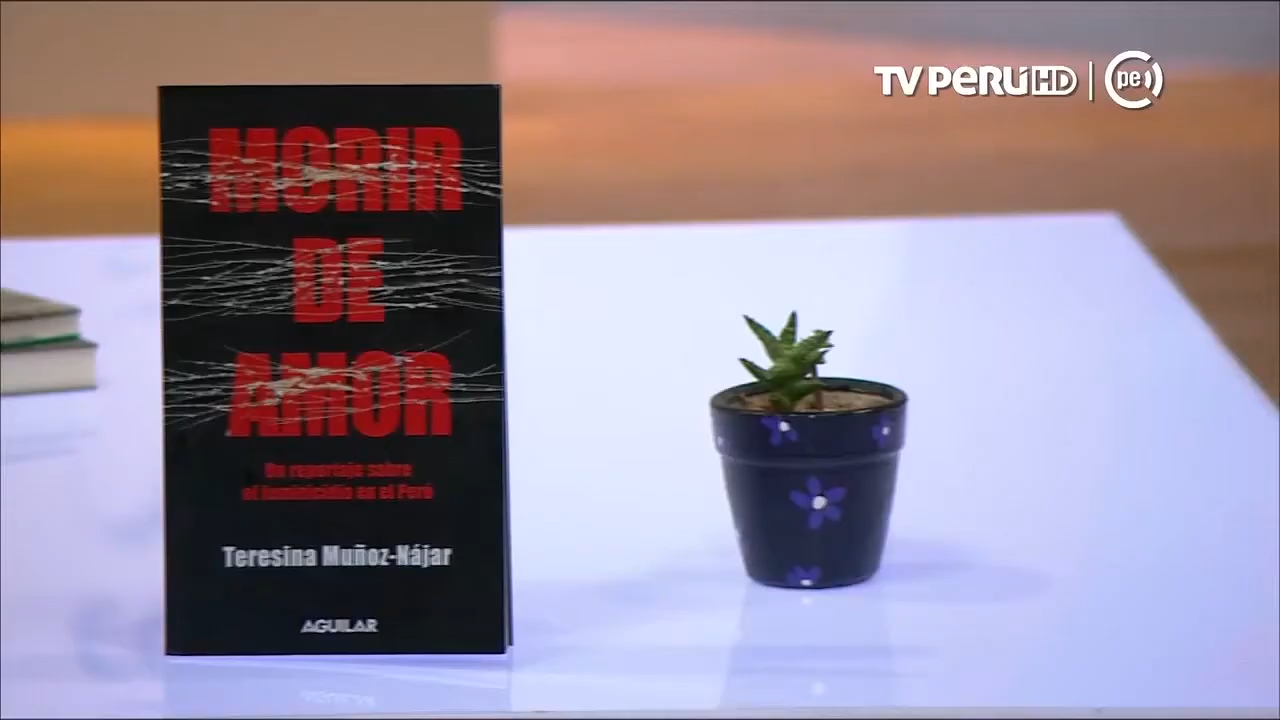 TV PERÚ HD | pe
MORIR
DE
AMOR
Un reportaje sobre
el feminicidio en el Perú
Teresina Muñoz-Nájar
AGUILAR